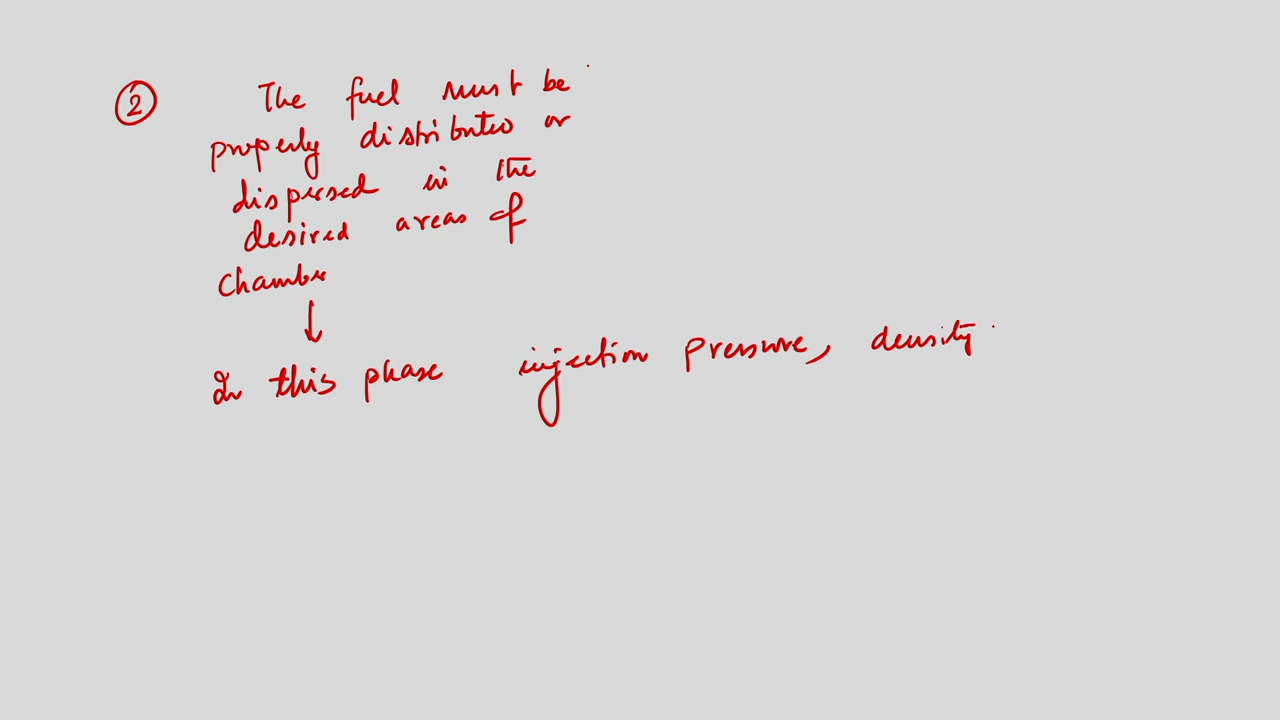 ② The fuel must be
properly distributed or
dispersed in the
desired areas of
Chamber
↓
In this phase injection pressure, density